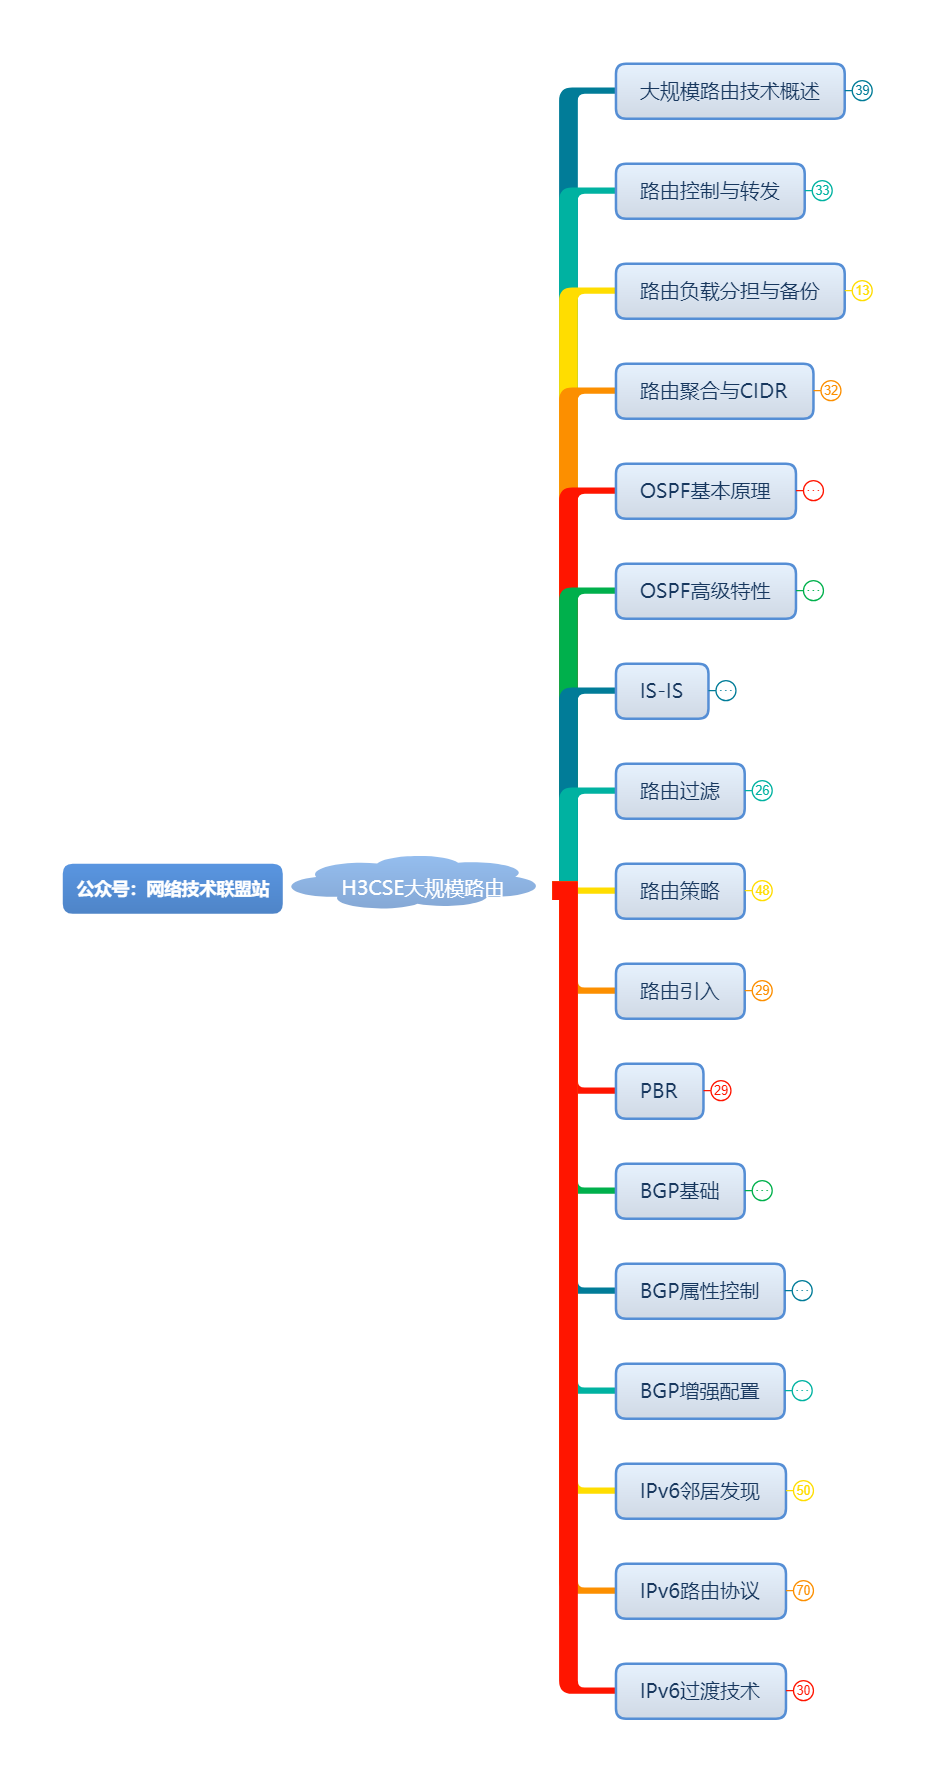 大规模路由技术概述 39
路由控制与转发 33
路由负载分担与备份 13
路由聚合与CIDR 32
OSPF基本原理 ...
OSPF高级特性 ...
IS-IS ...
路由过滤 26
公众号：网络技术联盟站
H3CSE大规模路由
路由策略 48
路由引入 29
PBR 29
BGP基础 ...
BGP属性控制 ...
BGP增强配置 ...
IPv6邻居发现 50
IPv6路由协议 70
IPv6过渡技术 30